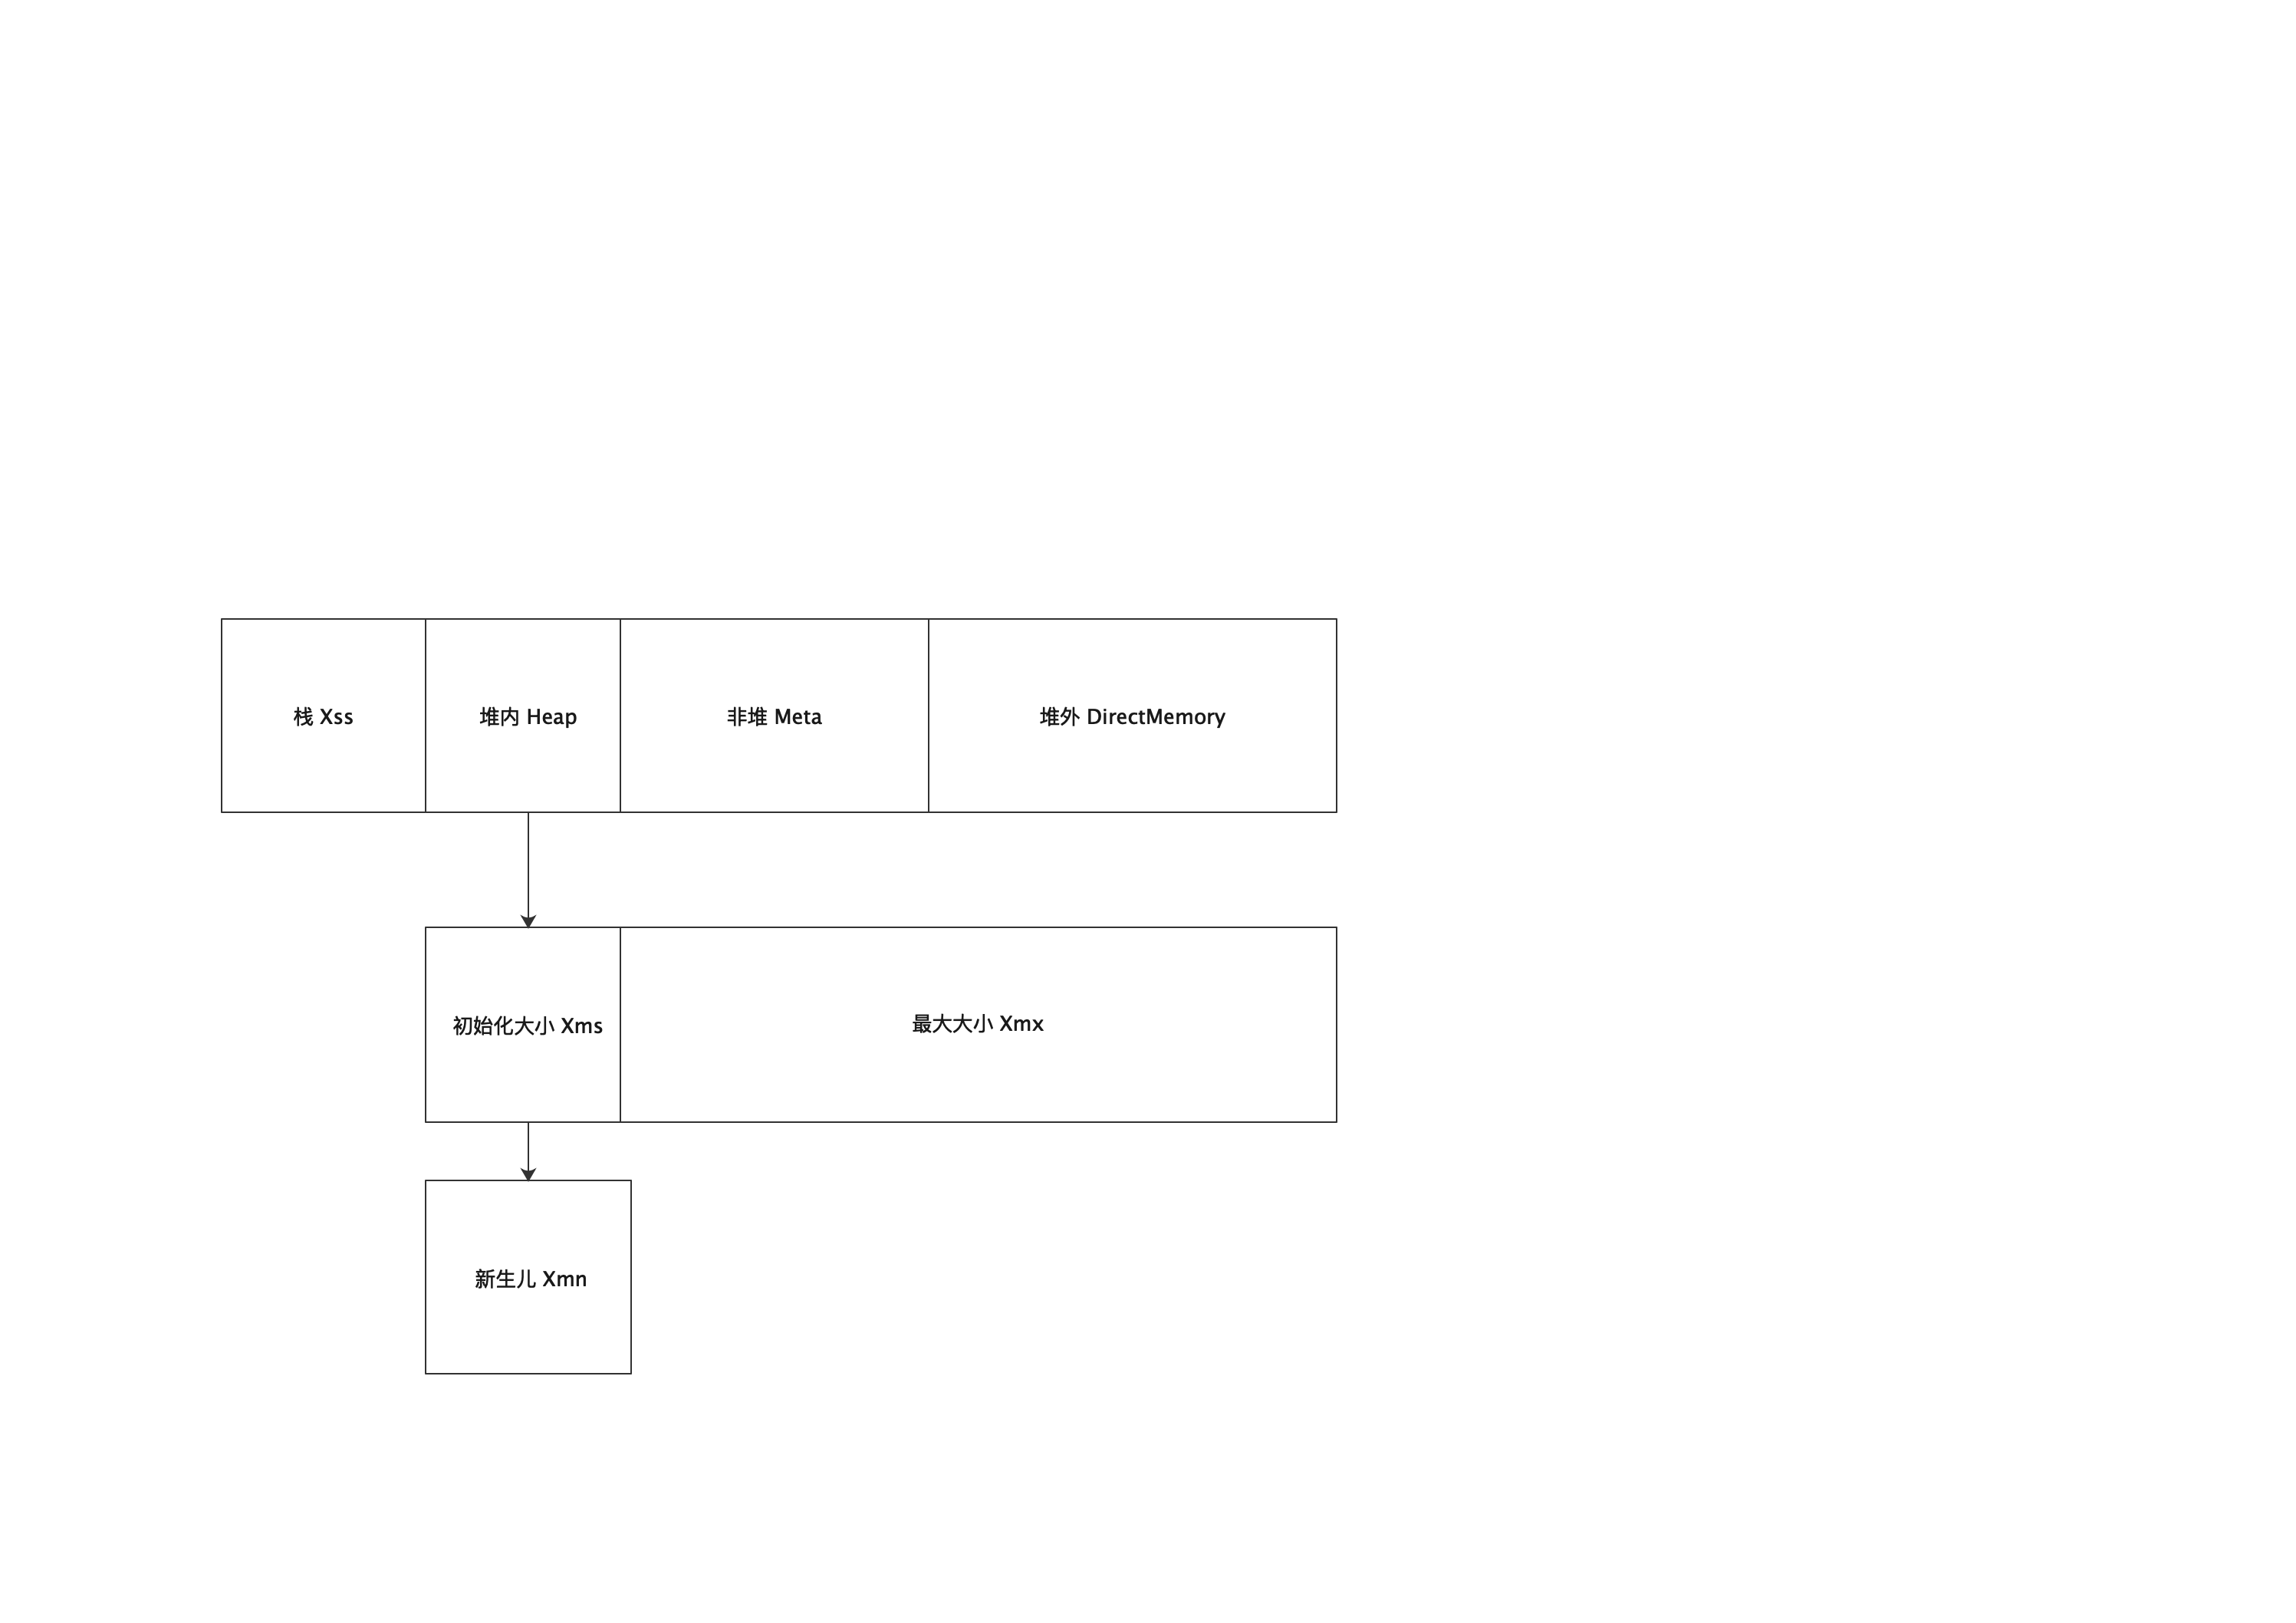 栈 Xss
堆内 Heap
非堆 Meta
堆外 DirectMemory
初始化大小 Xms
最大大小 Xmx
新生儿 Xmn